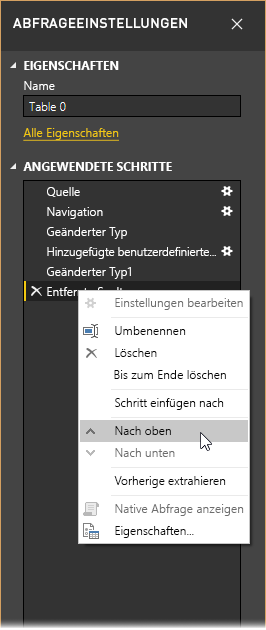 ABFRAGEEINSTELLUNGEN
EIGENSCHAFTEN
Name
Table 0
Alle Eigenschaften
ANGEWENDETE SCHRITTE
Quelle
Navigation
Geänderter Typ
Hinzugefügte benutzerdefinierte...
Geänderter Typ1
Entfernte
Einstellungen bearbeiten
Umbenennen
Löschen
Bis zum Ende löschen
Schritt einfügen nach
Nach oben
Nach unten
Vorherige extrahieren
Native Abfrage anzeigen
Eigenschaften...